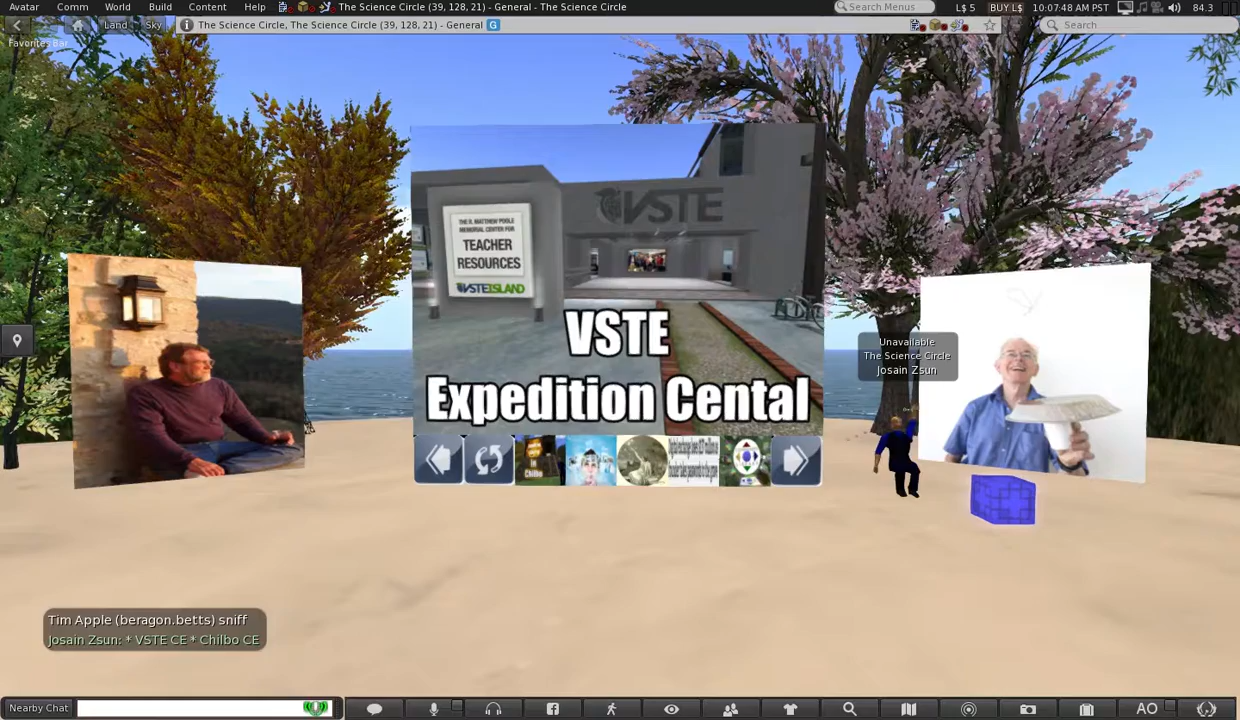 Avatar Comm World Build Content Help The Science Circle (39, 128, 21) - General - The Science Circle Search Menus L$ 5 BUY L$ 10:07:48 AM PST 84.3
Land Sky The Science Circle, The Science Circle (39, 128, 21) - General G Search
Favorites Bar
VSTE
THE R. MATTHEW POOLE
MEMORIAL CENTER FOR
TEACHER
RESOURCES
VSTEISLAND
VSTE
Expedition Cental
Unavailable
The Science Circle
Josain Zsun
Tim Apple (beragon.betts) sniff
Josain Zsun: * VSTE CE * Chilbo CE
Nearby Chat
AO